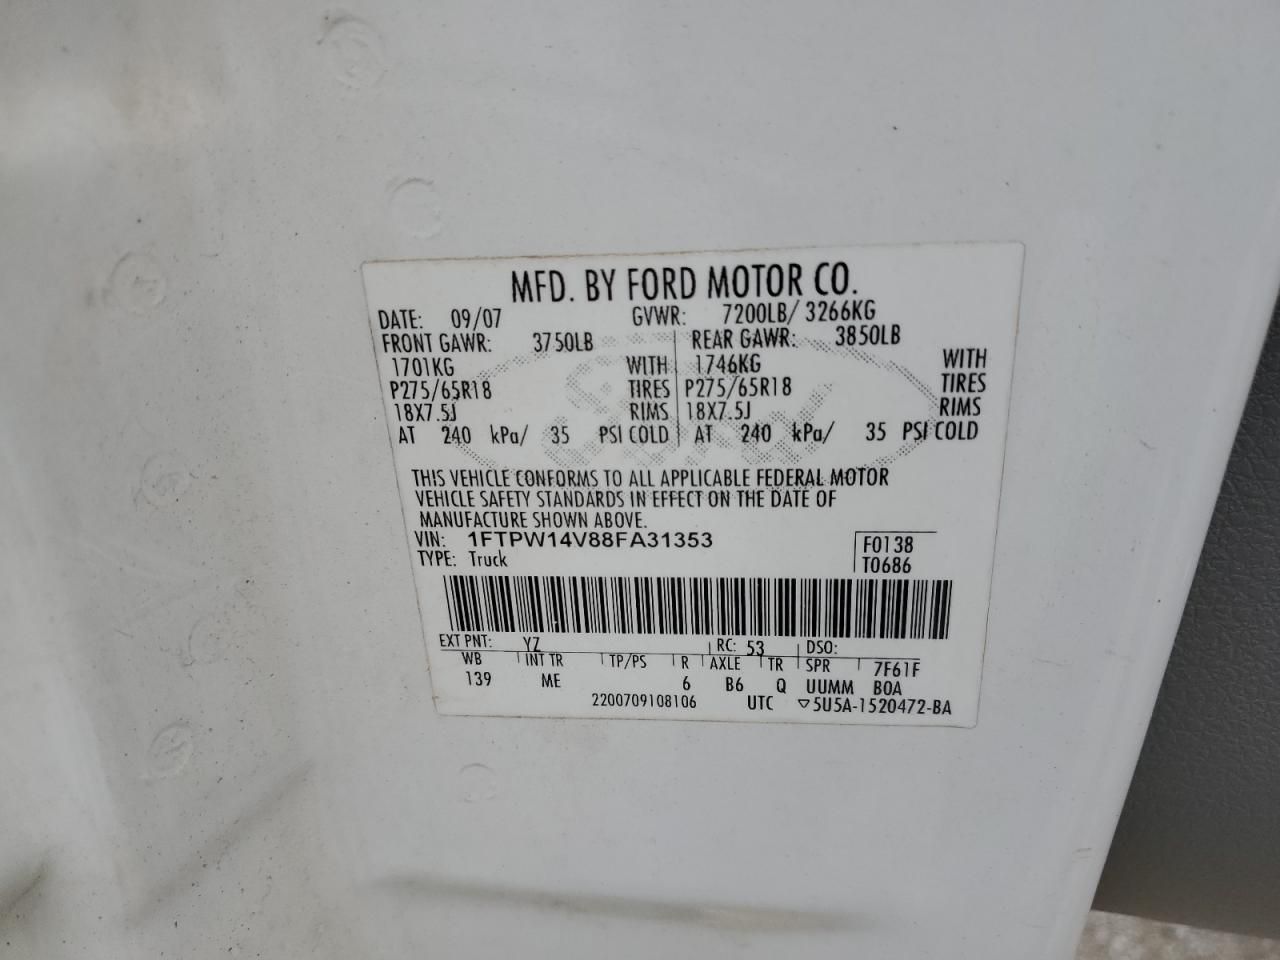 MFD. BY FORD MOTOR CO.
DATE: 09/07 GVWR: 7200LB/ 3266KG
FRONT GAWR: 3750LB REAR GAWR: 3850LB
1701KG WITH 1746KG WITH
P275/65R18 TIRES P275/65R18 TIRES
18X7.5J RIMS 18X7.5J RIMS
AT 240 kPa/ 35 PSI COLD AT 240 kPa/ 35 PSI COLD
Ford
THIS VEHICLE CONFORMS TO ALL APPLICABLE FEDERAL MOTOR
VEHICLE SAFETY STANDARDS IN EFFECT ON THE DATE OF
MANUFACTURE SHOWN ABOVE.
VIN: 1FTPW14V88FA31353 F0138
TYPE: Truck T0686
EXT PNT: YZ RC: 53 DSO:
WB INT TR TP/PS R AXLE TR SPR 7F61F
139 ME 6 B6 Q UUMM BOA
2200709108106 UTC ▽5U5A-1520472-BA